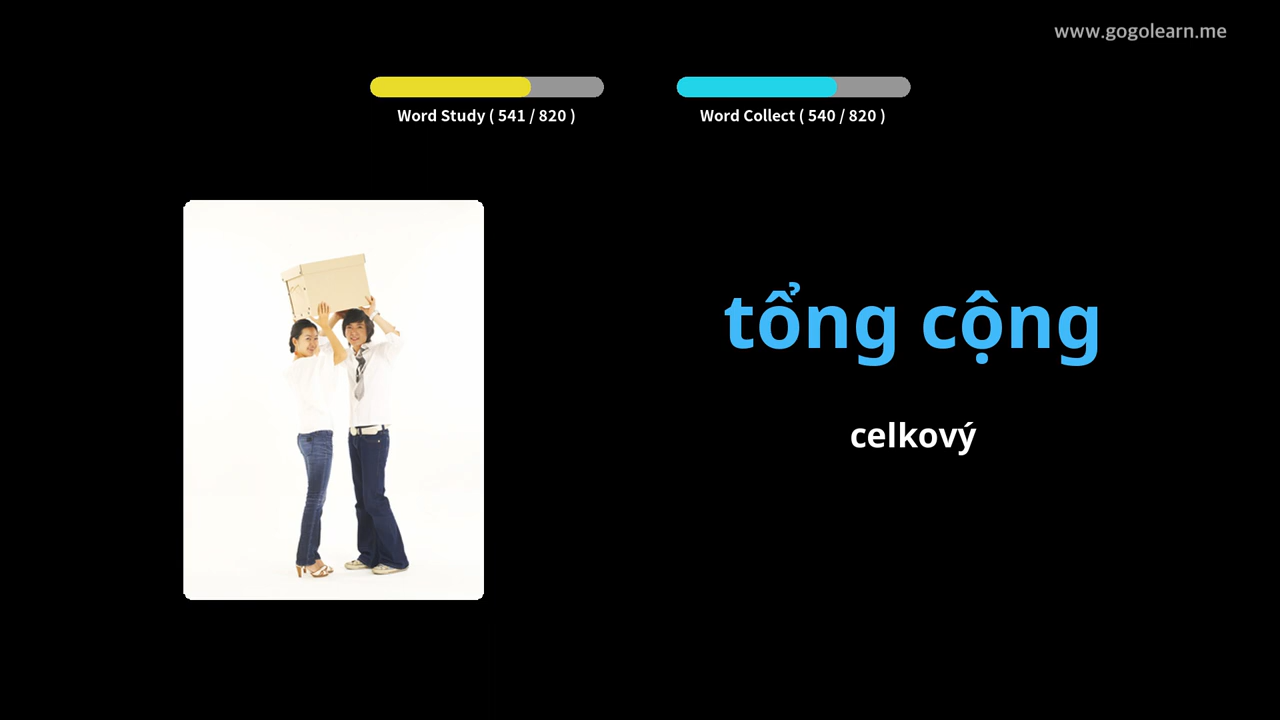 www.gogolearn.me
Word Study ( 541 / 820 )
Word Collect ( 540 / 820 )
tổng cộng
celkový